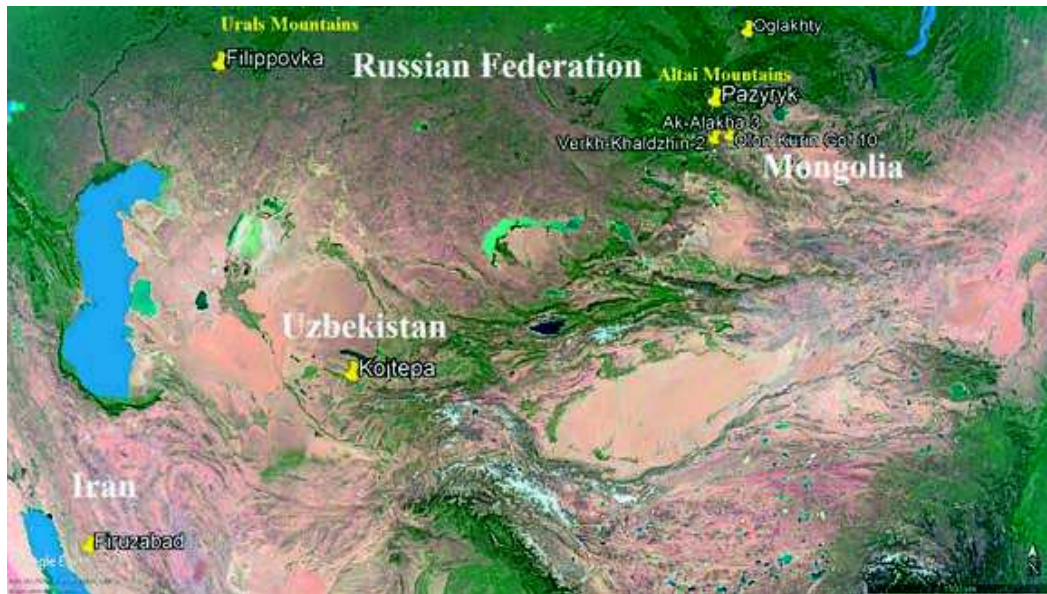 Urals Mountains
Oglakhty
Filippovka
Russian Federation
Altai Mountains
Pazyryk
Ak-Alakha-3
Verkh-Khaldzhin-2
Olon Kurin Gol 10
Mongolia
Uzbekistan
Kojtepa
Iran
Firuzabad
N